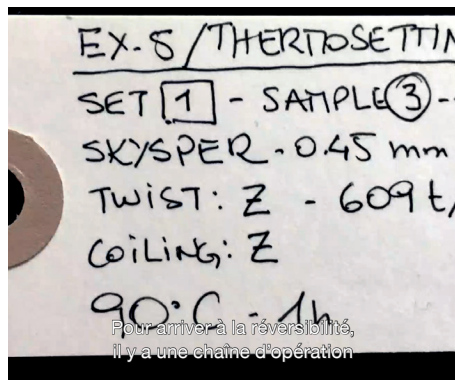 EX. 8 / THERMOSETTIN
SET 1 - SAMPLE 3 -
SKYSPER - 0.45 mm
TWIST: Z - 609 t/
COILING: Z
90°C - 1h
Pour arriver à la réversibilité,
il y a une chaîne d'opération